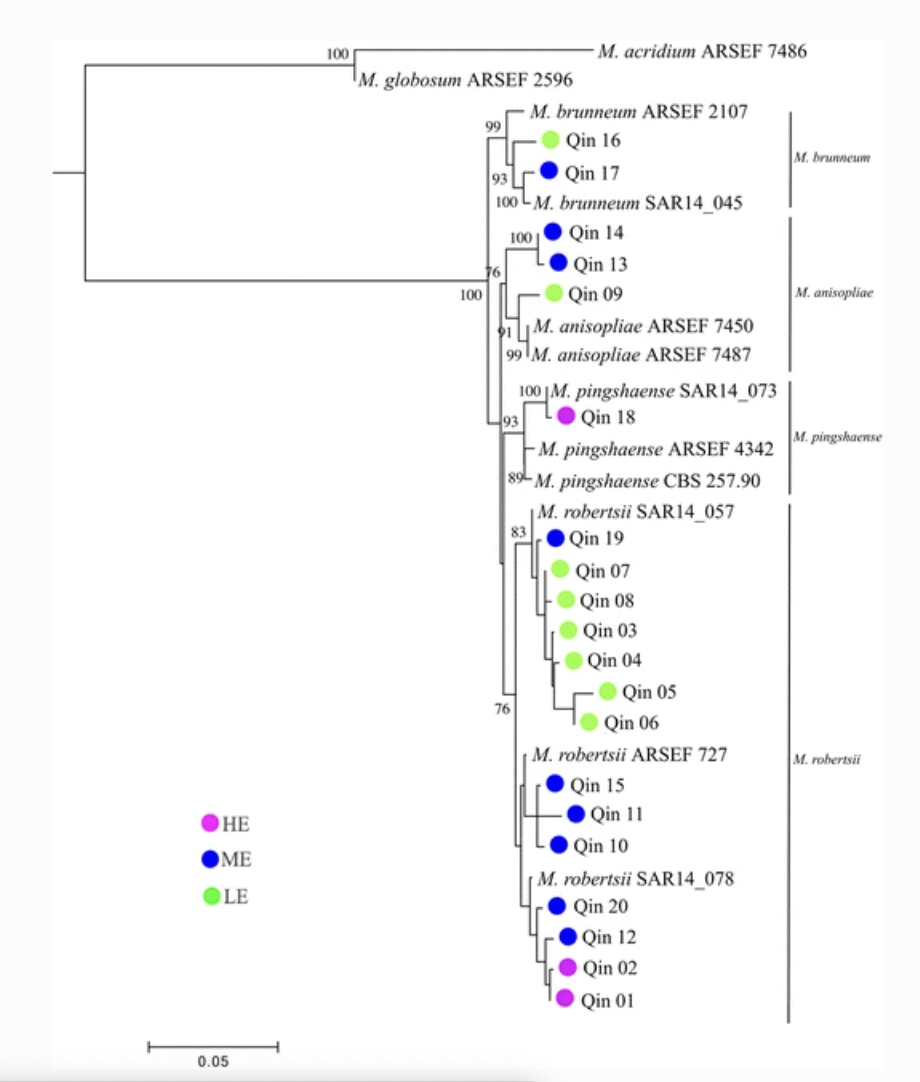 100
M. acridium ARSEF 7486
M. globosum ARSEF 2596
M. brunneum ARSEF 2107
99
Qin 16
M. brunneum
Qin 17
93
100
M. brunneum SAR14_045
Qin 14
100
Qin 13
76
Qin 09
M. anisopliae
100
M. anisopliae ARSEF 7450
91
99
M. anisopliae ARSEF 7487
100
M. pingshaense SAR14_073
Qin 18
93
M. pingshaense
M. pingshaense ARSEF 4342
89
M. pingshaense CBS 257.90
M. robertsii SAR14_057
83
Qin 19
Qin 07
Qin 08
Qin 03
Qin 04
Qin 05
76
Qin 06
M. robertsii ARSEF 727
M. robertsii
Qin 15
Qin 11
Qin 10
M. robertsii SAR14_078
Qin 20
Qin 12
Qin 02
Qin 01
HE
ME
LE
0.05